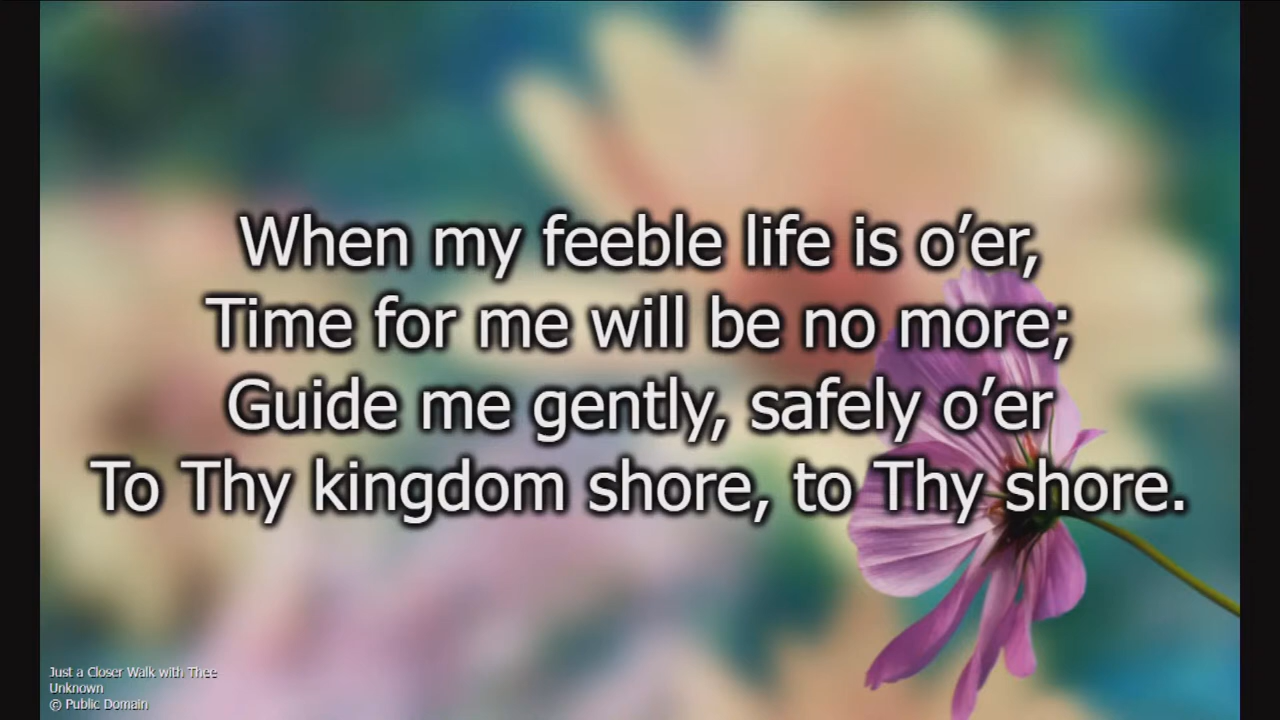 When my feeble life is o’er,
Time for me will be no more;
Guide me gently, safely o’er
To Thy kingdom shore, to Thy shore.
Just a Closer Walk with Thee
Unknown
© Public Domain